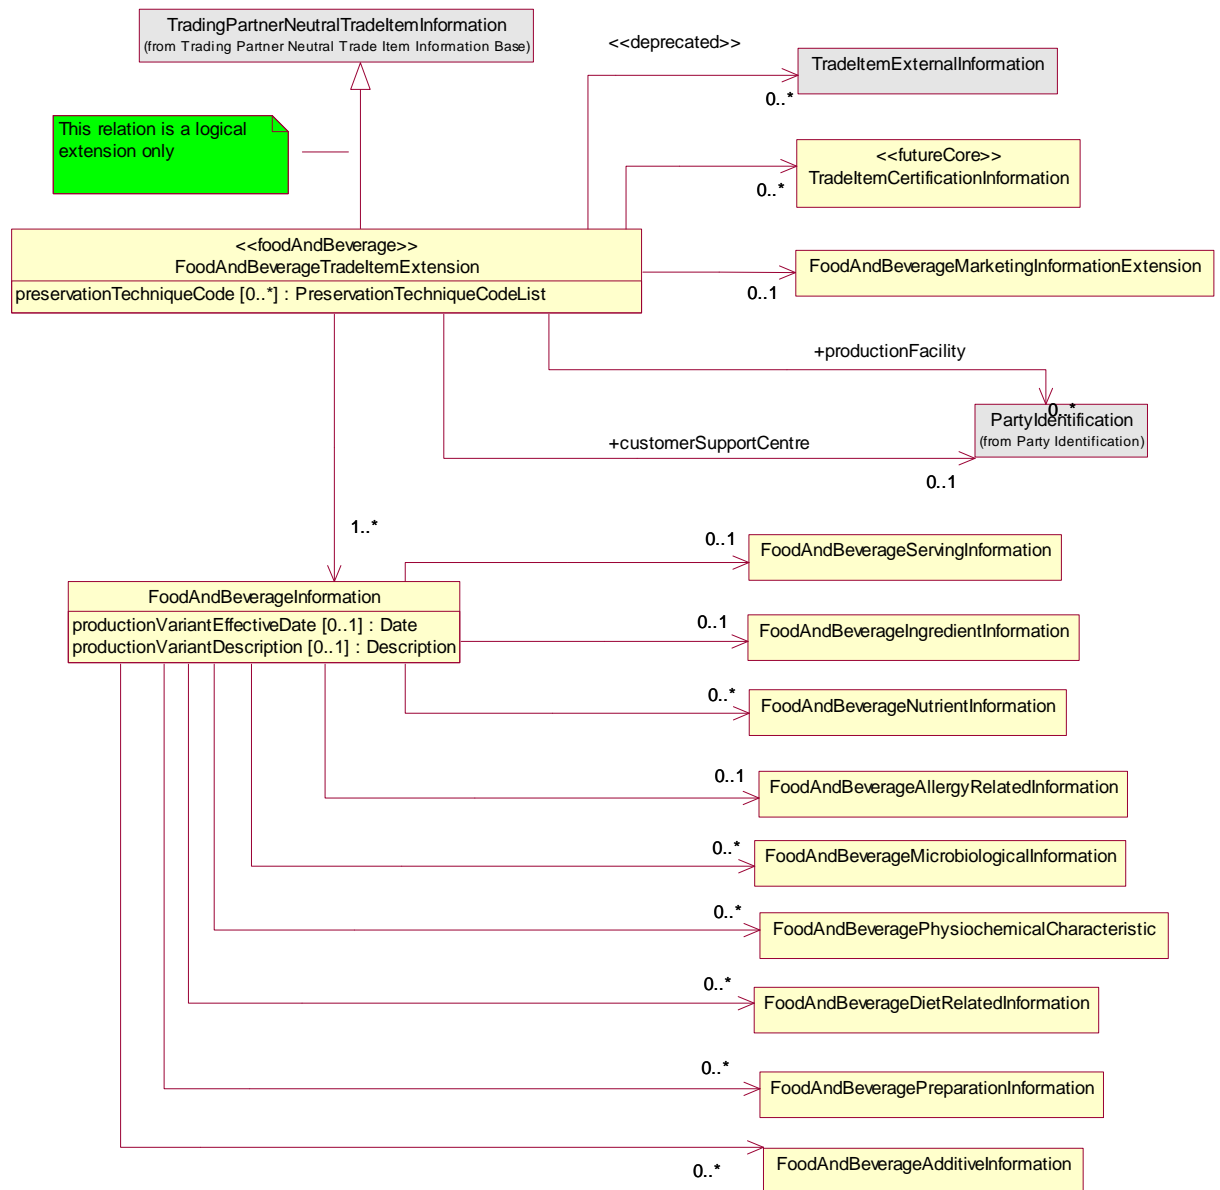 TradingPartnerNeutralTradeItemInformation
(from Trading Partner Neutral Trade Item Information Base)
<<deprecated>>
TradeItemExternalInformation
0..*
This relation is a logical
extension only
<<futureCore>>
TradeItemCertificationInformation
0..*
<<foodAndBeverage>>
FoodAndBeverageTradeItemExtension
preservationTechniqueCode [0..*] : PreservationTechniqueCodeList
FoodAndBeverageMarketingInformationExtension
0..1
+productionFacility
0..*
PartyIdentification
(from Party Identification)
+customerSupportCentre
0..1
1..*
0..1
FoodAndBeverageServingInformation
FoodAndBeverageInformation
productionVariantEffectiveDate [0..1] : Date
productionVariantDescription [0..1] : Description
0..1
FoodAndBeverageIngredientInformation
0..*
FoodAndBeverageNutrientInformation
0..1
FoodAndBeverageAllergyRelatedInformation
0..*
FoodAndBeverageMicrobiologicalInformation
0..*
FoodAndBeveragePhysiochemicalCharacteristic
0..*
FoodAndBeverageDietRelatedInformation
0..*
FoodAndBeveragePreparationInformation
0..*
FoodAndBeverageAdditiveInformation